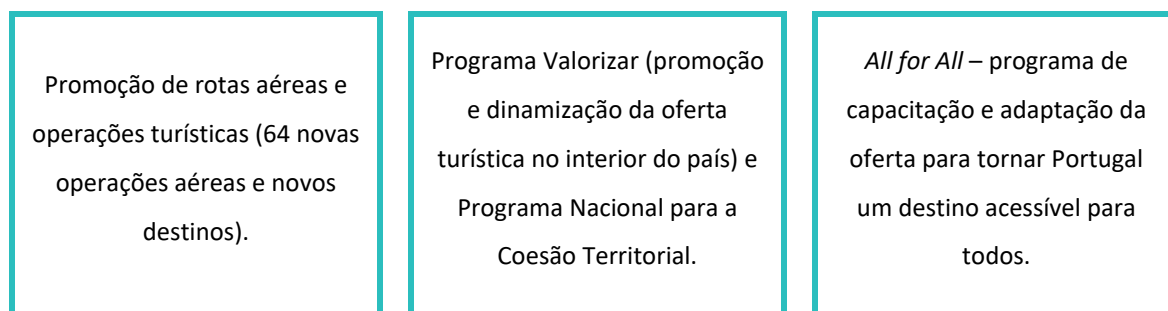 Promoção de rotas aéreas e
operações turísticas (64 novas
operações aéreas e novos
destinos).
Programa Valorizar (promoção
e dinamização da oferta
turística no interior do país) e
Programa Nacional para a
Coesão Territorial.
All for All – programa de
capacitação e adaptação da
oferta para tornar Portugal
um destino acessível para
todos.